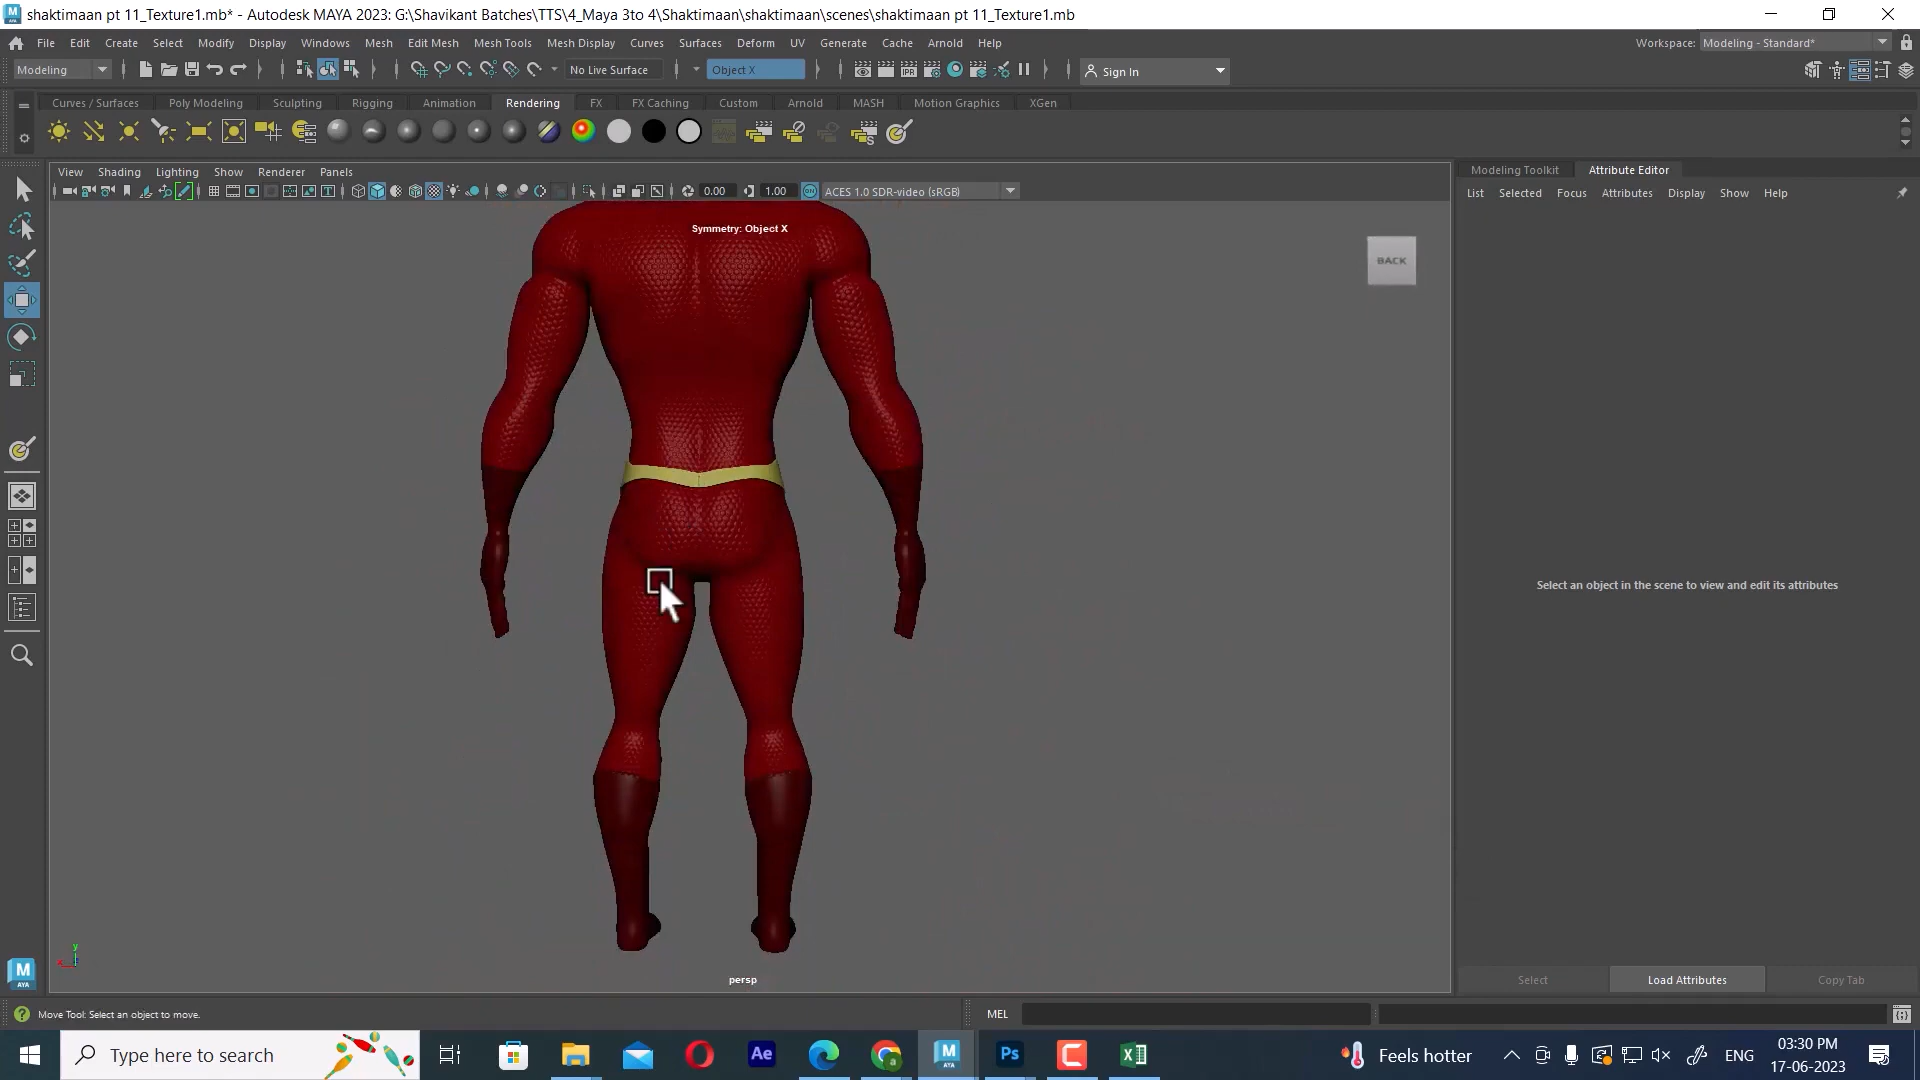 shaktimaan pt 11_Texture1.mb* - Autodesk MAYA 2023: G:\Shavikant Batches\TTS\4_Maya 3to 4\Shaktimaan\shaktimaan\scenes\shaktimaan pt 11_Texture1.mb
File Edit Create Select Modify Display Windows Mesh Edit Mesh Mesh Tools Mesh Display Curves Surfaces Deform UV Generate Cache Arnold Help Workspace: Modeling - Standard*
Modeling No Live Surface Object X IPR Sign In
Curves / Surfaces Poly Modeling Sculpting Rigging Animation Rendering FX FX Caching Custom Arnold MASH Motion Graphics XGen
View Shading Lighting Show Renderer Panels
0.00 1.00 ACES 1.0 SDR-video (sRGB)
Symmetry: Object X
BACK
Modeling Toolkit Attribute Editor
List Selected Focus Attributes Display Show Help
Select an object in the scene to view and edit its attributes
y
x
persp
Select Load Attributes Copy Tab
M
AYA
Move Tool: Select an object to move.
MEL
Type here to search
Ae
M
AYA
Ps
Feels hotter
ENG
03:30 PM
17-06-2023